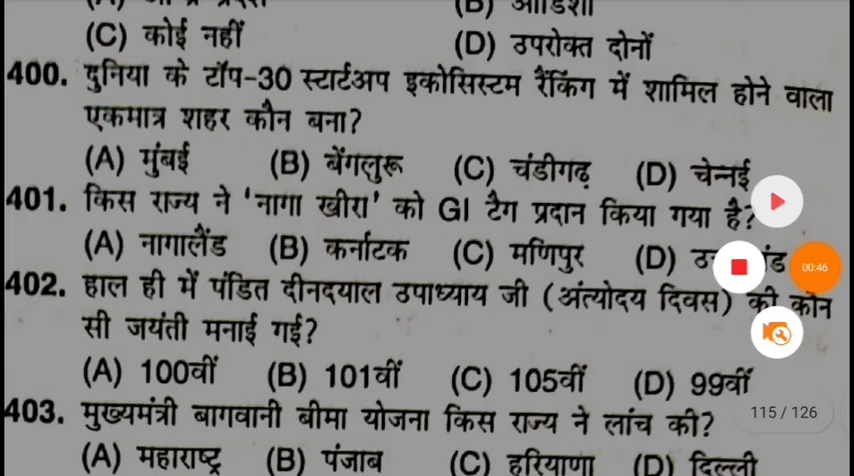 (C) कोई नहीं (D) उपरोक्त दोनों
400. दुनिया के टॉप-30 स्टार्टअप इकोसिस्टम रैंकिंग में शामिल होने वाला
एकमात्र शहर कौन बना?
(A) मुंबई (B) बेंगलुरू (C) चंडीगढ़ (D) चेन्नई
401. किस राज्य ने 'नागा खीरा' को GI टैग प्रदान किया गया है?
(A) नागालैंड (B) कर्नाटक (C) मणिपुर (D)
00:46
402. हाल ही में पंडित दीनदयाल उपाध्याय जी (अंत्योदय दिवस) की कौन
सी जयंती मनाई गई?
(A) 100वीं (B) 101वीं (C) 105वीं (D) 99वीं
403. मुख्यमंत्री बागवानी बीमा योजना किस राज्य ने लांच की?
115 / 126
(A) महाराष्ट्र (B) पंजाब (C) हरियाणा (D) दिल्ली